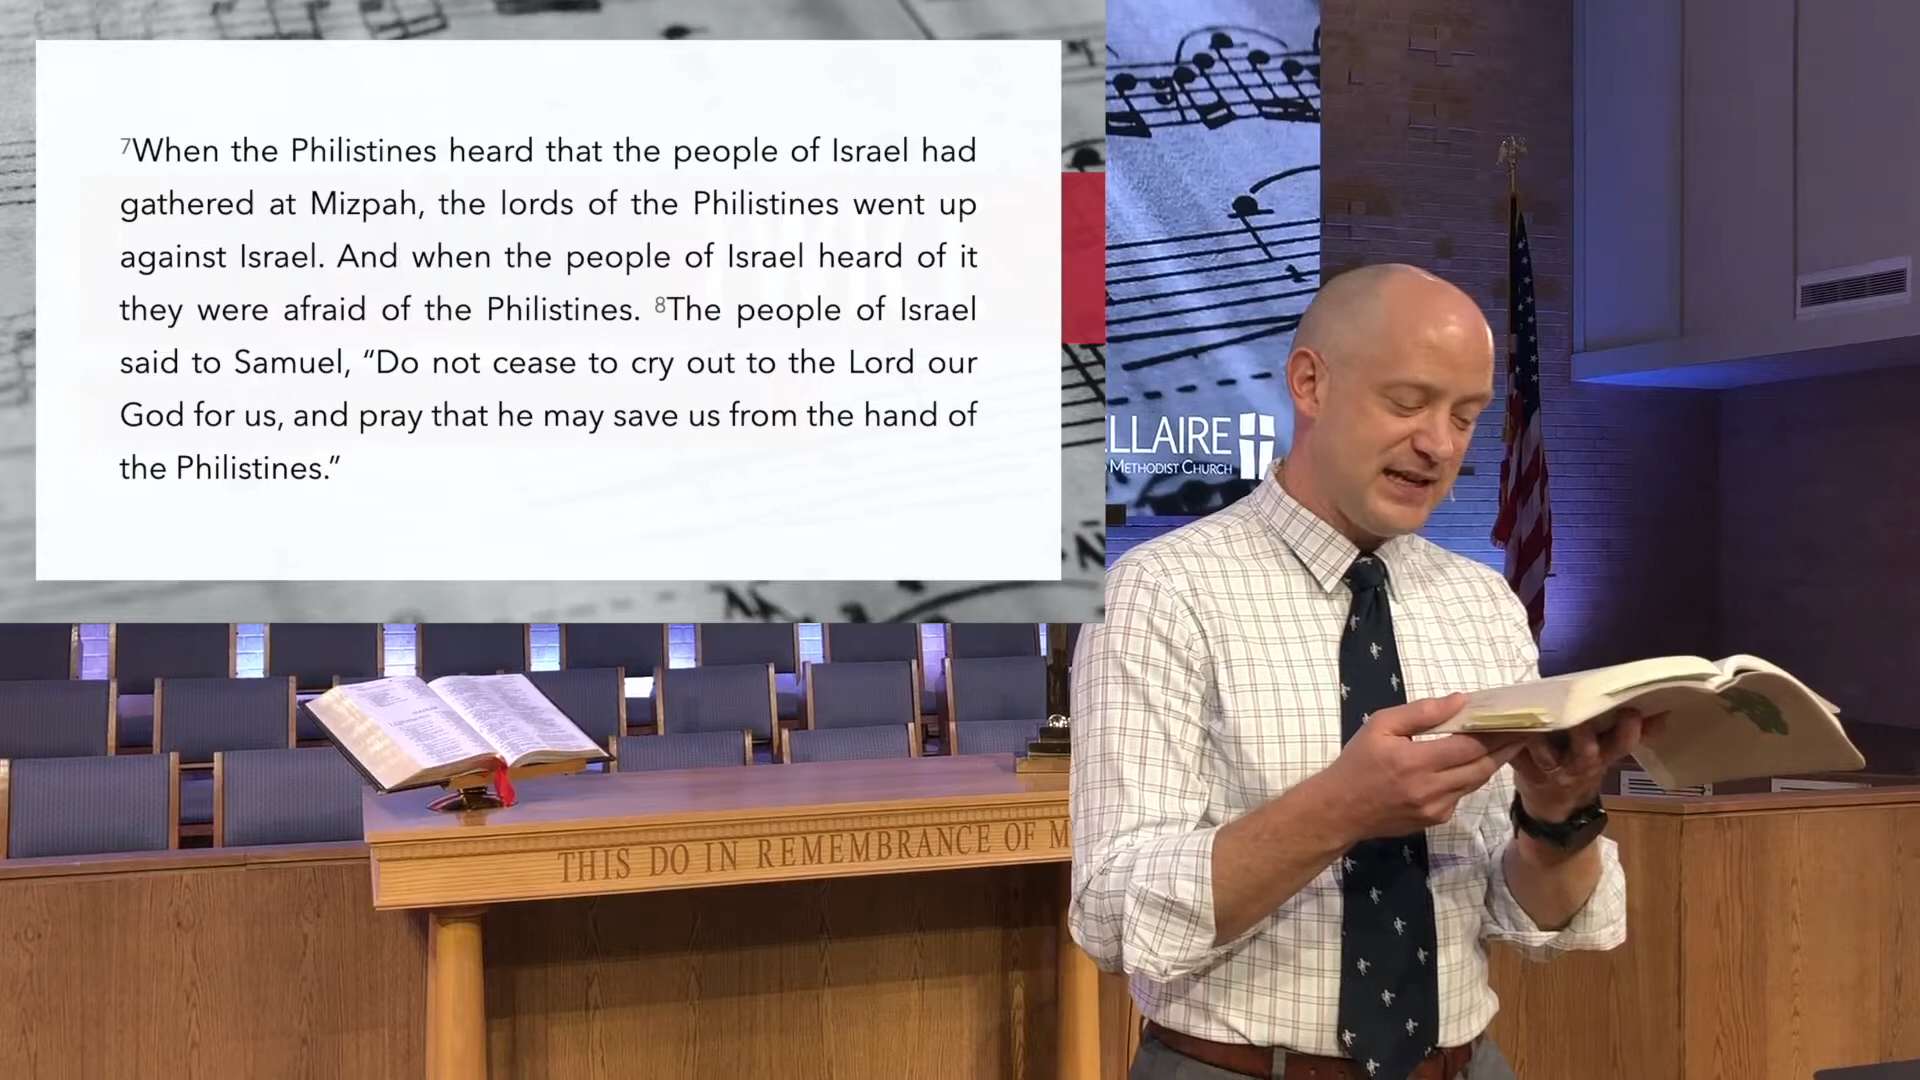 ⁷When the Philistines heard that the people of Israel had
gathered at Mizpah, the lords of the Philistines went up
against Israel. And when the people of Israel heard of it
they were afraid of the Philistines. ⁸The people of Israel
said to Samuel, “Do not cease to cry out to the Lord our
God for us, and pray that he may save us from the hand of
the Philistines.”
LLAIRE
METHODIST CHURCH
THIS DO IN REMEMBRANCE OF M